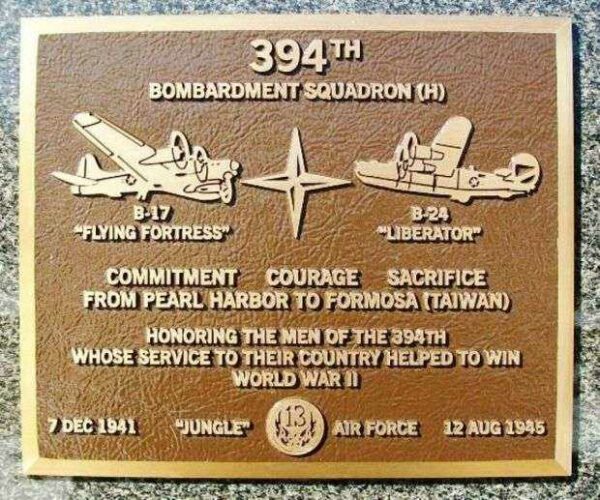 394TH
BOMBARDMENT SQUADRON (H)
B-17
"FLYING FORTRESS"
B-24
"LIBERATOR"
COMMITMENT COURAGE SACRIFICE
FROM PEARL HARBOR TO FORMOSA (TAIWAN)
HONORING THE MEN OF THE 394TH
WHOSE SERVICE TO THEIR COUNTRY HELPED TO WIN
WORLD WAR II
7 DEC 1941 "JUNGLE" 13 AIR FORCE 12 AUG 1945